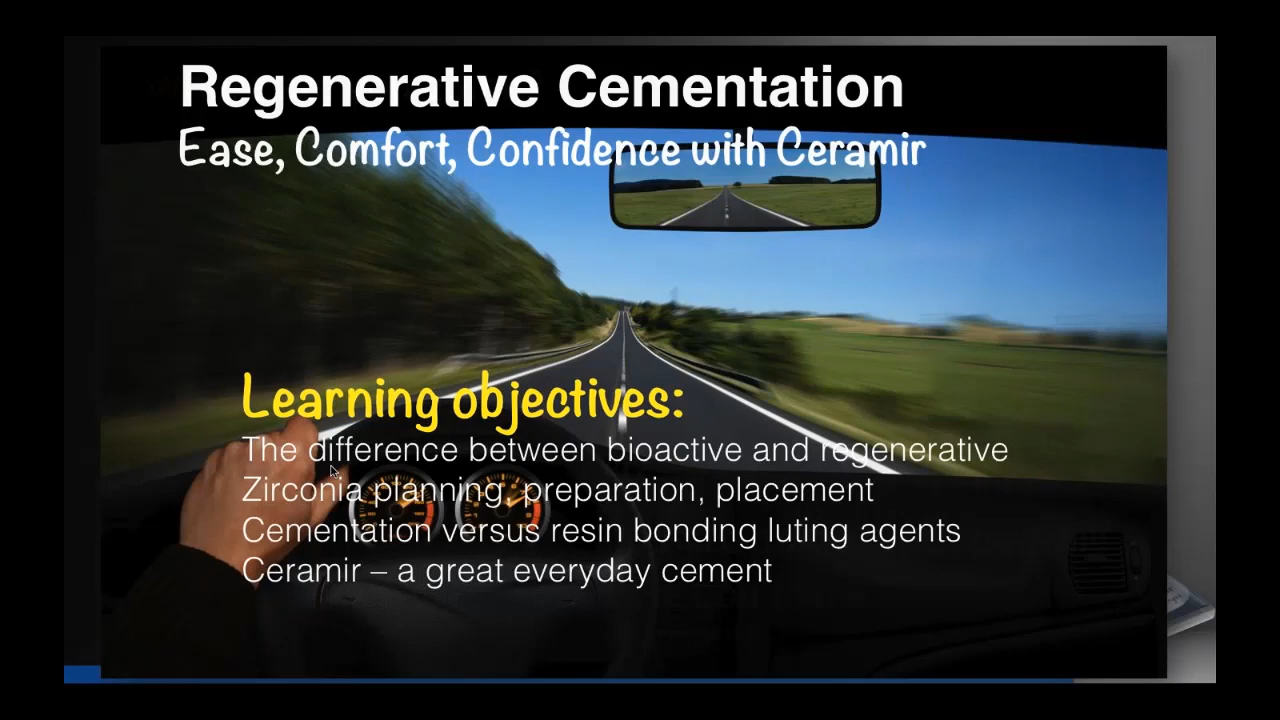 Regenerative Cementation
Ease, Comfort, Confidence with Ceramir
Learning objectives:
The difference between bioactive and regenerative
Zirconia planning, preparation, placement
Cementation versus resin bonding luting agents
Ceramir – a great everyday cement